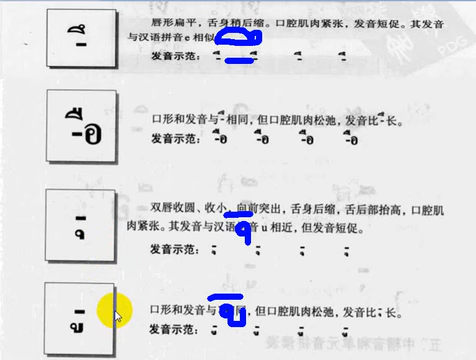 -ึ
唇形扁平，舌身稍后缩。口腔肌肉紧张，发音短促。其发音
与汉语拼音e相似
发音示范： -ึ -ึ -ึ -ึ
-ือ
口形和发音与-ึ相同，但口腔肌肉松弛，发音比-ึ长。
发音示范： -ือ -ือ -ือ -ือ
-ุ
双唇收圆、收小，向前突出，舌身后缩，舌后部抬高，口腔肌
肉紧张。其发音与汉语 音u相近，但发音短促。
发音示范： -ุ -ุ -ุ -ุ
-ู
口形和发音与 同，但口腔肌肉松弛，发音比-ุ长。
发音示范： -ู -ู -ู -ู